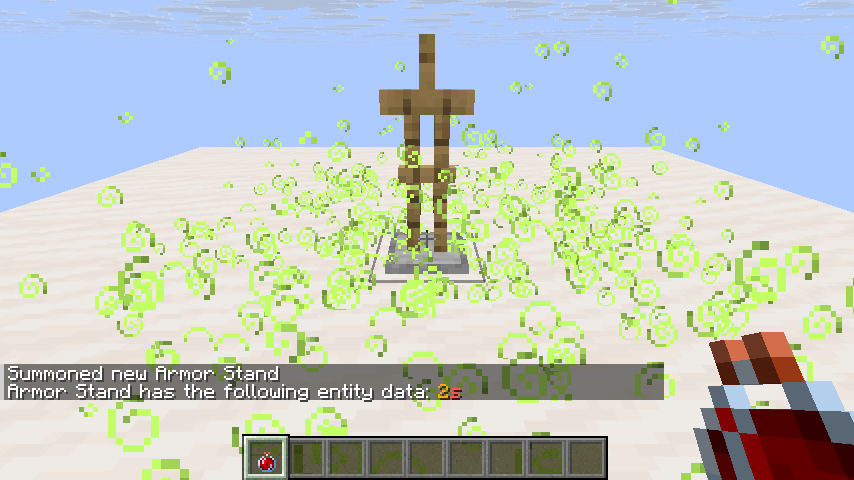 Summoned new Armor Stand
Armor Stand has the following entity data: 2s